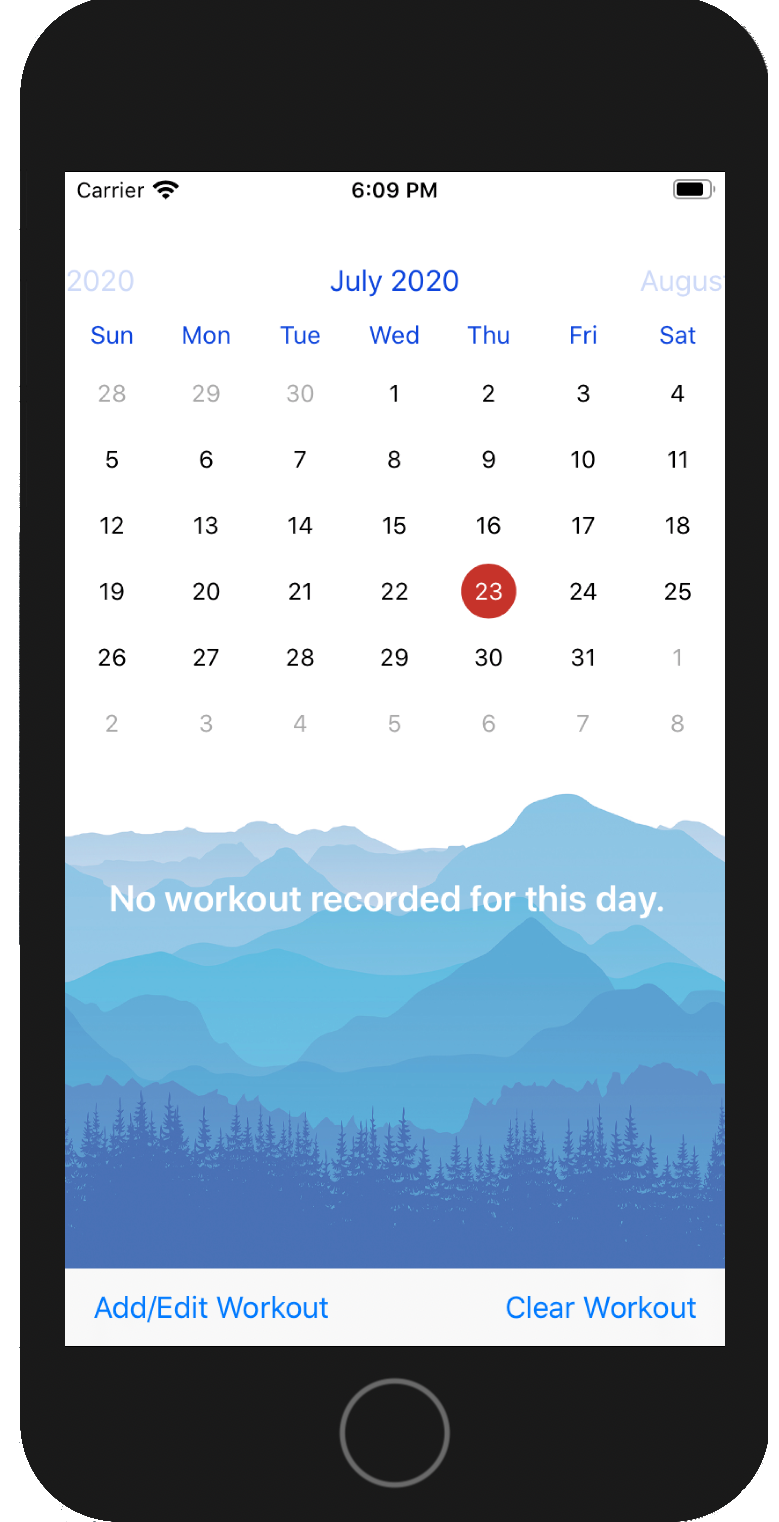 Carrier 6:09 PM
2020 July 2020 Augus
Sun Mon Tue Wed Thu Fri Sat
28 29 30 1 2 3 4
5 6 7 8 9 10 11
12 13 14 15 16 17 18
19 20 21 22 23 24 25
26 27 28 29 30 31 1
2 3 4 5 6 7 8
No workout recorded for this day.
Add/Edit Workout Clear Workout